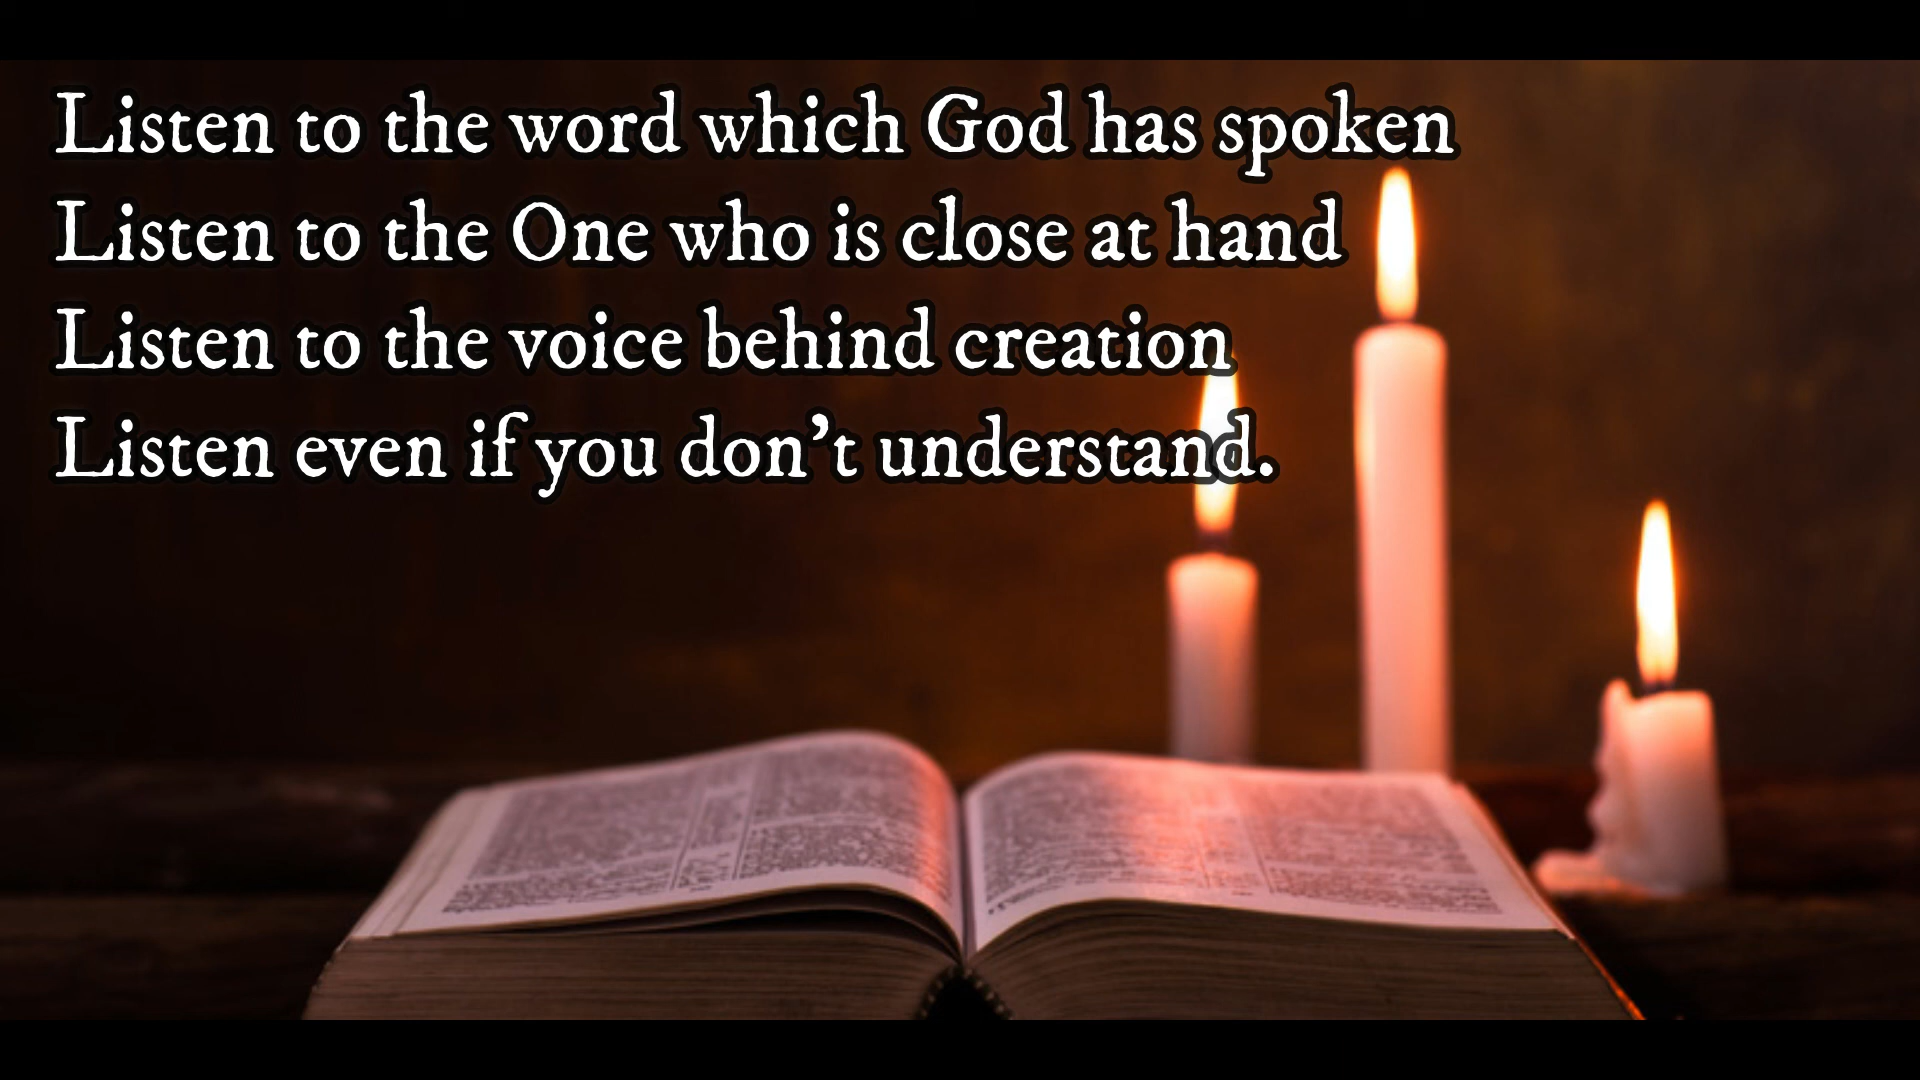 Listen to the word which God has spoken
Listen to the One who is close at hand
Listen to the voice behind creation
Listen even if you don’t understand.